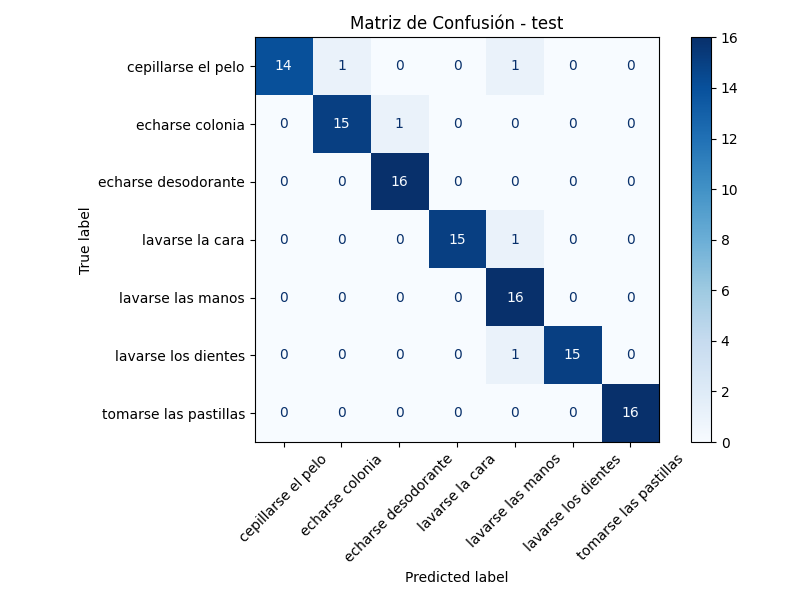 Matriz de Confusión - test
cepillarse el pelo 14 1 0 0 1 0 0
echarse colonia 0 15 1 0 0 0 0
echarse desodorante 0 0 16 0 0 0 0
lavarse la cara 0 0 0 15 1 0 0
lavarse las manos 0 0 0 0 16 0 0
lavarse los dientes 0 0 0 0 1 15 0
tomarse las pastillas 0 0 0 0 0 0 16
True label
cepillarse el pelo
echarse colonia
echarse desodorante
lavarse la cara
lavarse las manos
lavarse los dientes
tomarse las pastillas
Predicted label
16
14
12
10
8
6
4
2
0